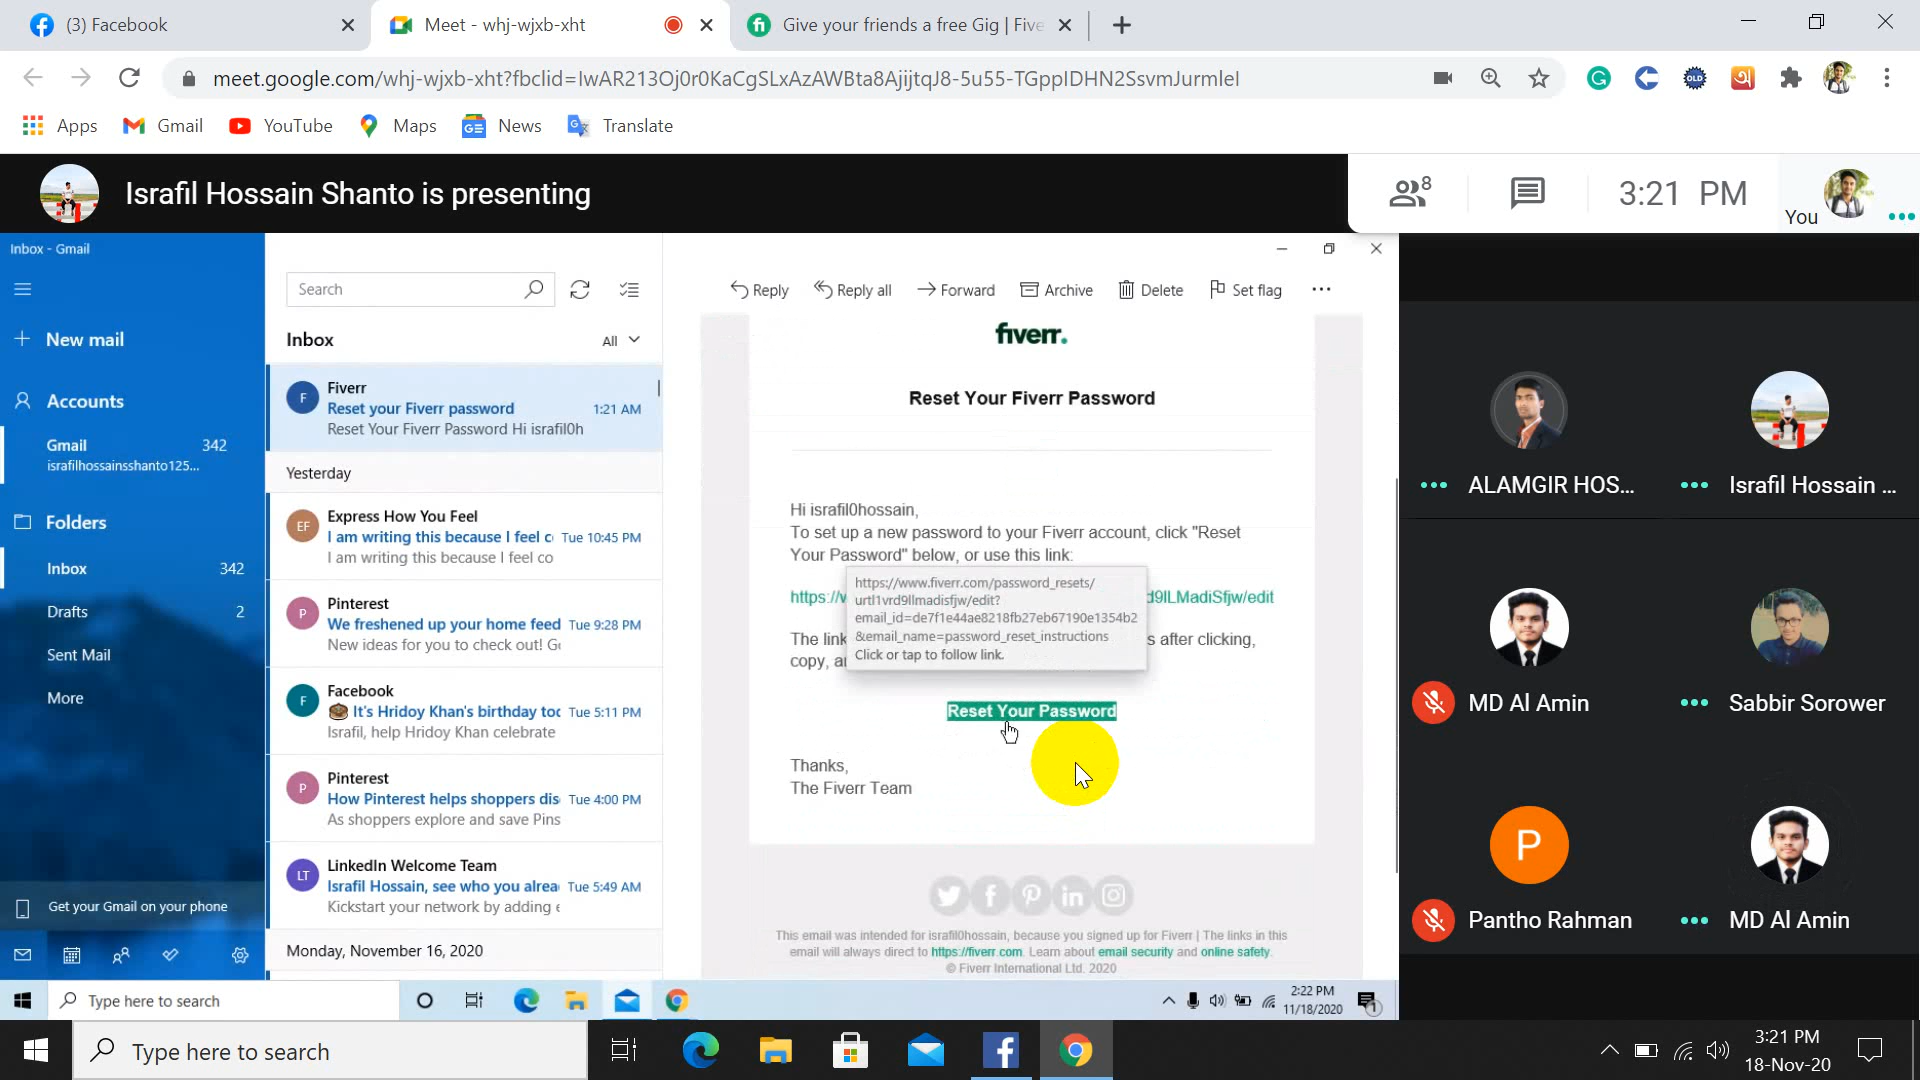 (3) Facebook
Meet - whj-wjxb-xht
Give your friends a free Gig | Five
meet.google.com/whj-wjxb-xht?fbclid=IwAR213Oj0r0KaCgSLxAzAWBta8AjijtqJ8-5u55-TGppIDHN2SsvmJurmleI
Apps
Gmail
YouTube
Maps
News
Translate
Israfil Hossain Shanto is presenting
8
3:21 PM
You
Inbox - Gmail
New mail
Accounts
Gmail 342
israfilhossainsshanto125...
Folders
Inbox 342
Drafts 2
Sent Mail
More
Get your Gmail on your phone
Search
Inbox
All
F
Fiverr
Reset your Fiverr password 1:21 AM
Reset Your Fiverr Password Hi israfil0h
Yesterday
EF
Express How You Feel
I am writing this because I feel c Tue 10:45 PM
I am writing this because I feel co
P
Pinterest
We freshened up your home feed Tue 9:28 PM
New ideas for you to check out! Go
F
Facebook
It's Hridoy Khan's birthday too Tue 5:11 PM
Israfil, help Hridoy Khan celebrate
P
Pinterest
How Pinterest helps shoppers dis Tue 4:00 PM
As shoppers explore and save Pins
LT
LinkedIn Welcome Team
Israfil Hossain, see who you alrea Tue 5:49 AM
Kickstart your network by adding e
Monday, November 16, 2020
Reply
Reply all
Forward
Archive
Delete
Set flag
fiverr.
Reset Your Fiverr Password
Hi israfil0hossain,
To set up a new password to your Fiverr account, click "Reset
Your Password" below, or use this link:
https://w d9ILMadiSfjw/edit
https://www.fiverr.com/password_resets/
urtl1vrd9llmadisfjw/edit?
email_id=de7f1e44ae8218fb27eb67190e1354b2
&email_name=password_reset_instructions
Click or tap to follow link.
The link s after clicking,
copy, a
Reset Your Password
Thanks,
The Fiverr Team
This email was intended for israfil0hossain, because you signed up for Fiverr | The links in this
email will always direct to https://fiverr.com. Learn about email security and online safety.
© Fiverr International Ltd. 2020
ALAMGIR HOS...
Israfil Hossain ...
MD Al Amin
Sabbir Sorower
P
Pantho Rahman
MD Al Amin
Type here to search
2:22 PM
11/18/2020
1
Type here to search
3:21 PM
18-Nov-20